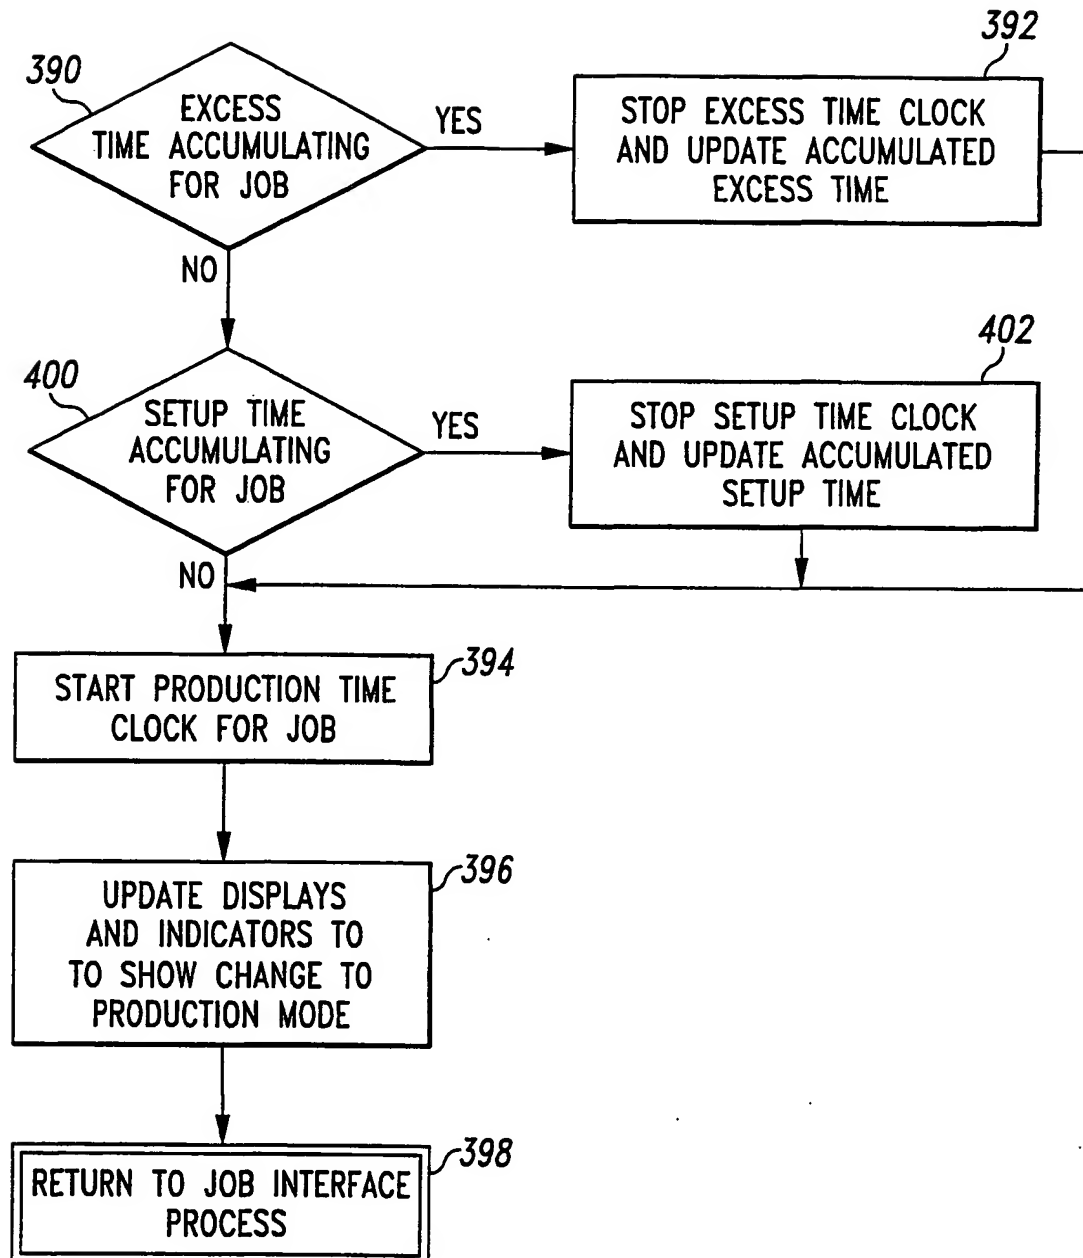 390
EXCESS
TIME ACCUMULATING
FOR JOB
YES
392
STOP EXCESS TIME CLOCK
AND UPDATE ACCUMULATED
EXCESS TIME
NO
400
SETUP TIME
ACCUMULATING
FOR JOB
YES
402
STOP SETUP TIME CLOCK
AND UPDATE ACCUMULATED
SETUP TIME
NO
394
START PRODUCTION TIME
CLOCK FOR JOB
396
UPDATE DISPLAYS
AND INDICATORS TO
TO SHOW CHANGE TO
PRODUCTION MODE
398
RETURN TO JOB INTERFACE
PROCESS